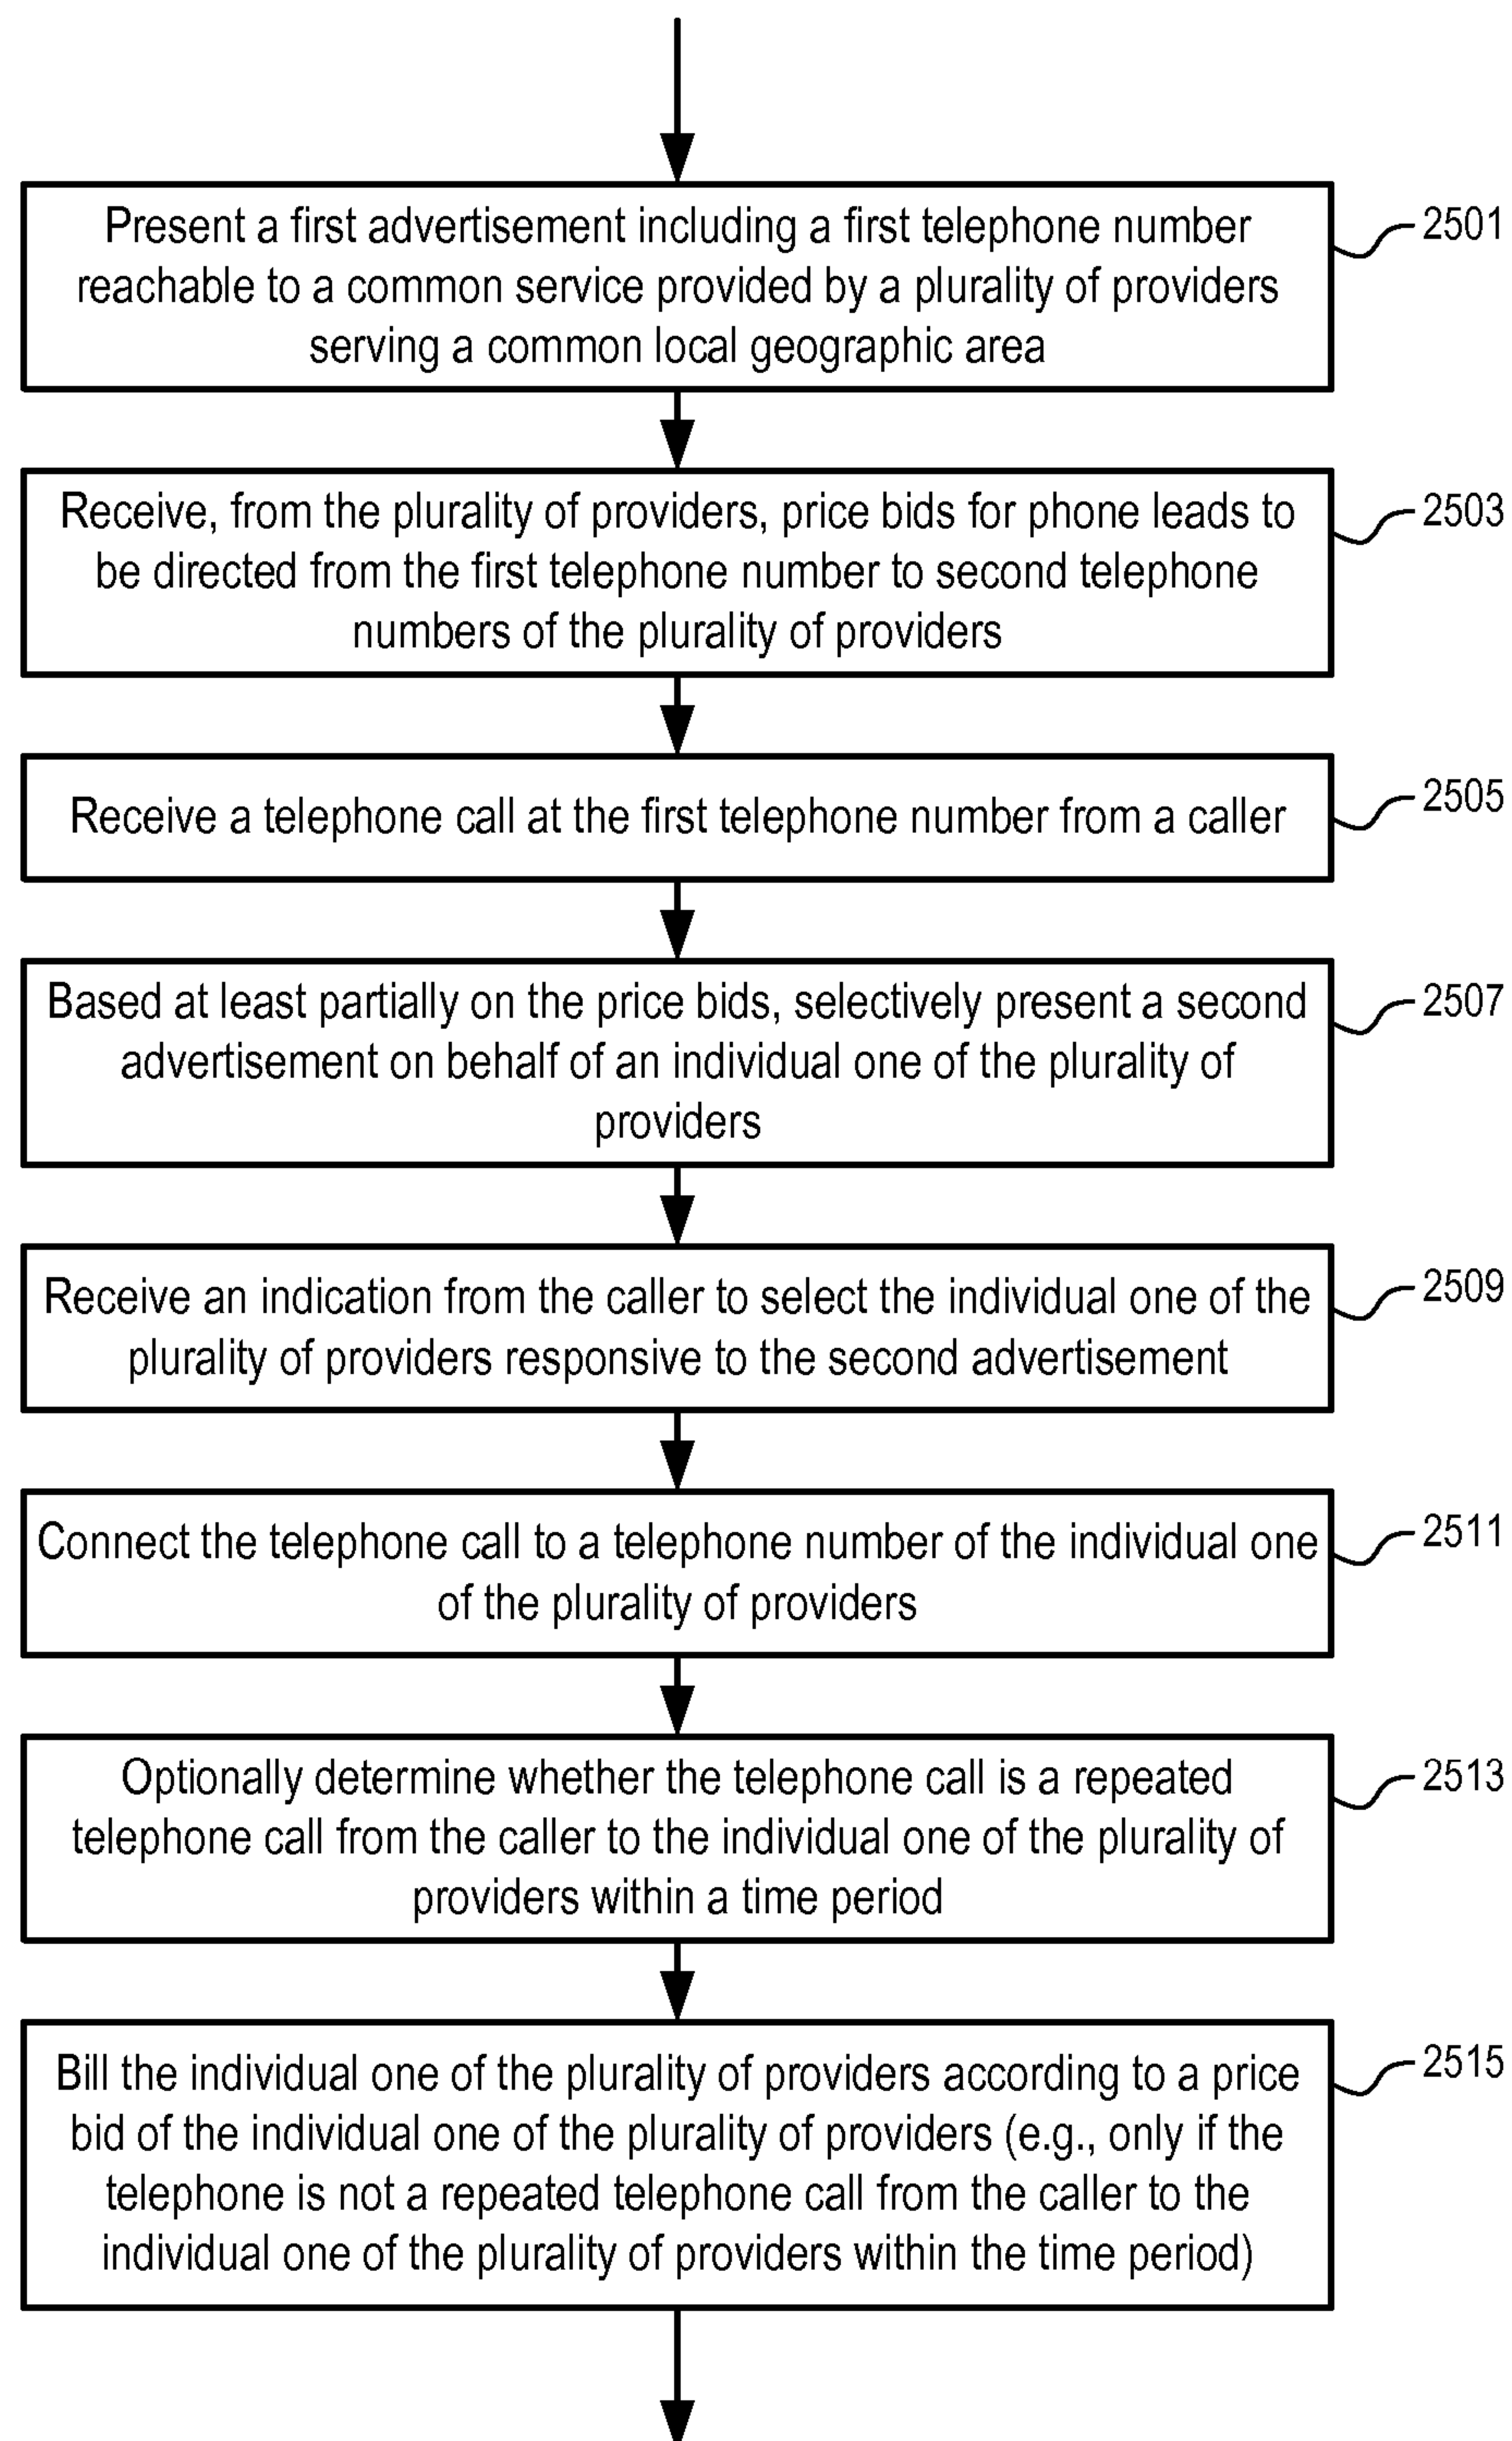 Present a first advertisement including a first telephone number
reachable to a common service provided by a plurality of providers
serving a common local geographic area
2501
Receive, from the plurality of providers, price bids for phone leads to
be directed from the first telephone number to second telephone
numbers of the plurality of providers
2503
Receive a telephone call at the first telephone number from a caller
2505
Based at least partially on the price bids, selectively present a second
advertisement on behalf of an individual one of the plurality of
providers
2507
Receive an indication from the caller to select the individual one of the
plurality of providers responsive to the second advertisement
2509
Connect the telephone call to a telephone number of the individual one
of the plurality of providers
2511
Optionally determine whether the telephone call is a repeated
telephone call from the caller to the individual one of the plurality of
providers within a time period
2513
Bill the individual one of the plurality of providers according to a price
bid of the individual one of the plurality of providers (e.g., only if the
telephone is not a repeated telephone call from the caller to the
individual one of the plurality of providers within the time period)
2515